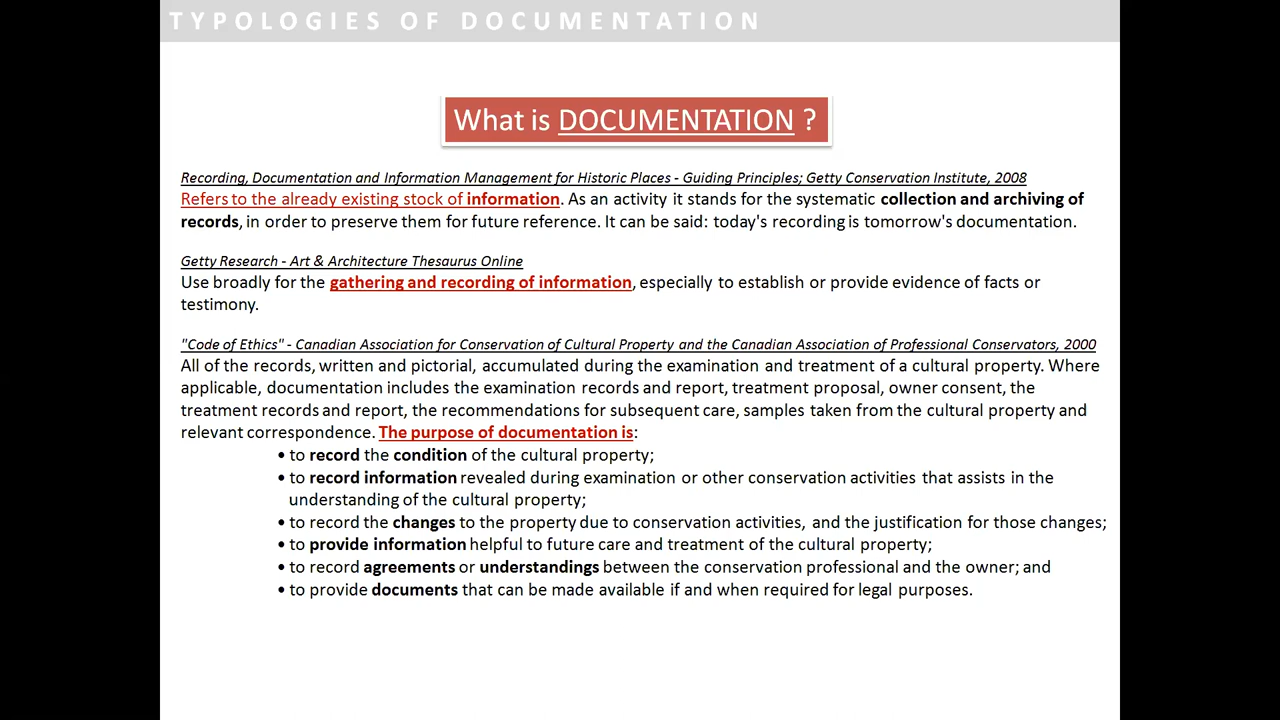 TYPOLOGIES OF DOCUMENTATION
What is DOCUMENTATION ?
Recording, Documentation and Information Management for Historic Places - Guiding Principles; Getty Conservation Institute, 2008
Refers to the already existing stock of information. As an activity it stands for the systematic collection and archiving of
records, in order to preserve them for future reference. It can be said: today's recording is tomorrow's documentation.
Getty Research - Art & Architecture Thesaurus Online
Use broadly for the gathering and recording of information, especially to establish or provide evidence of facts or
testimony.
"Code of Ethics" - Canadian Association for Conservation of Cultural Property and the Canadian Association of Professional Conservators, 2000
All of the records, written and pictorial, accumulated during the examination and treatment of a cultural property. Where
applicable, documentation includes the examination records and report, treatment proposal, owner consent, the
treatment records and report, the recommendations for subsequent care, samples taken from the cultural property and
relevant correspondence. The purpose of documentation is:
• to record the condition of the cultural property;
• to record information revealed during examination or other conservation activities that assists in the
understanding of the cultural property;
• to record the changes to the property due to conservation activities, and the justification for those changes;
• to provide information helpful to future care and treatment of the cultural property;
• to record agreements or understandings between the conservation professional and the owner; and
• to provide documents that can be made available if and when required for legal purposes.